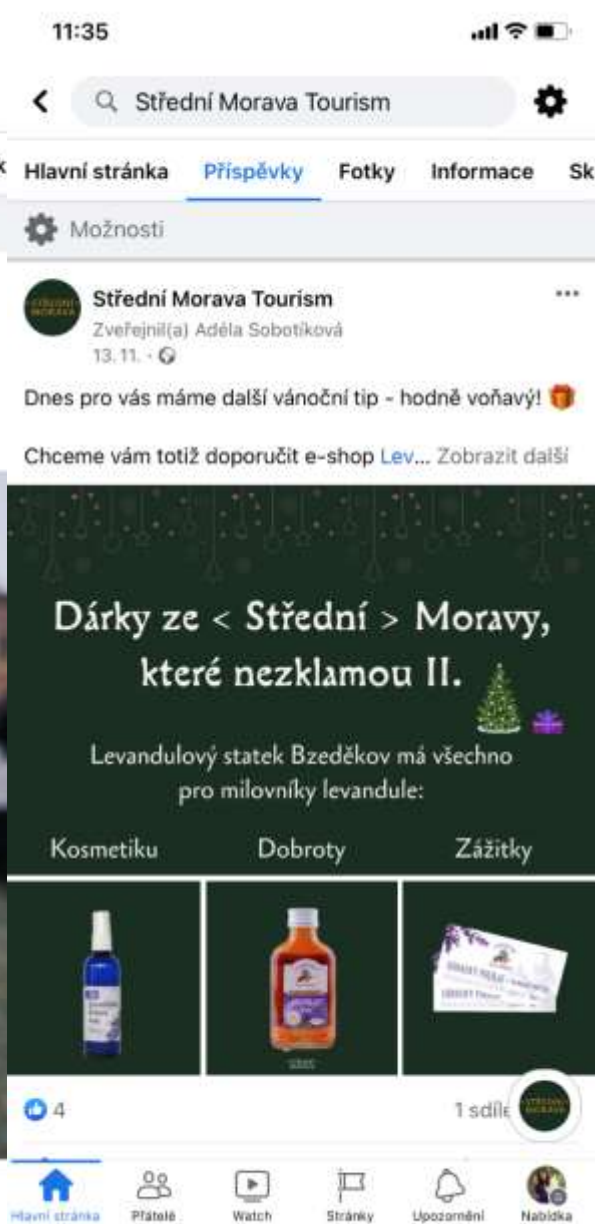 11:35
Střední Morava Tourism
Hlavní stránka Příspěvky Fotky Informace Sk
Možnosti
Střední Morava Tourism
Zveřejnil(a) Adéla Sobotíková
13. 11.
Dnes pro vás máme další vánoční tip - hodně voňavý!
Chceme vám totiž doporučit e-shop Lev... Zobrazit další
Dárky ze < Střední > Moravy,
které nezklamou II.
Levandulový statek Bzeděkov má všechno
pro milovníky levandule:
Kosmetiku Dobroty Zážitky
4 1 sdíle
Hlavní stránka Přátelé Watch Stránky Upozornění Nabídka